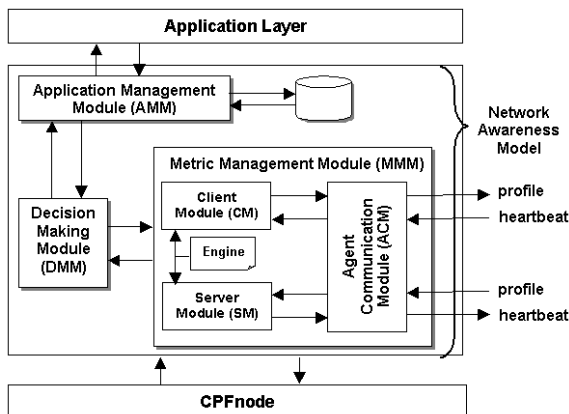 Application Layer
Application Management
Module (AMM)
Network
Awareness
Model
Metric Management Module (MMM)
Client
Module (CM)
Decision
Making
Module
(DMM)
Engine
Server
Module (SM)
Agent
Communication
Module (ACM)
profile
heartbeat
profile
heartbeat
CPFnode